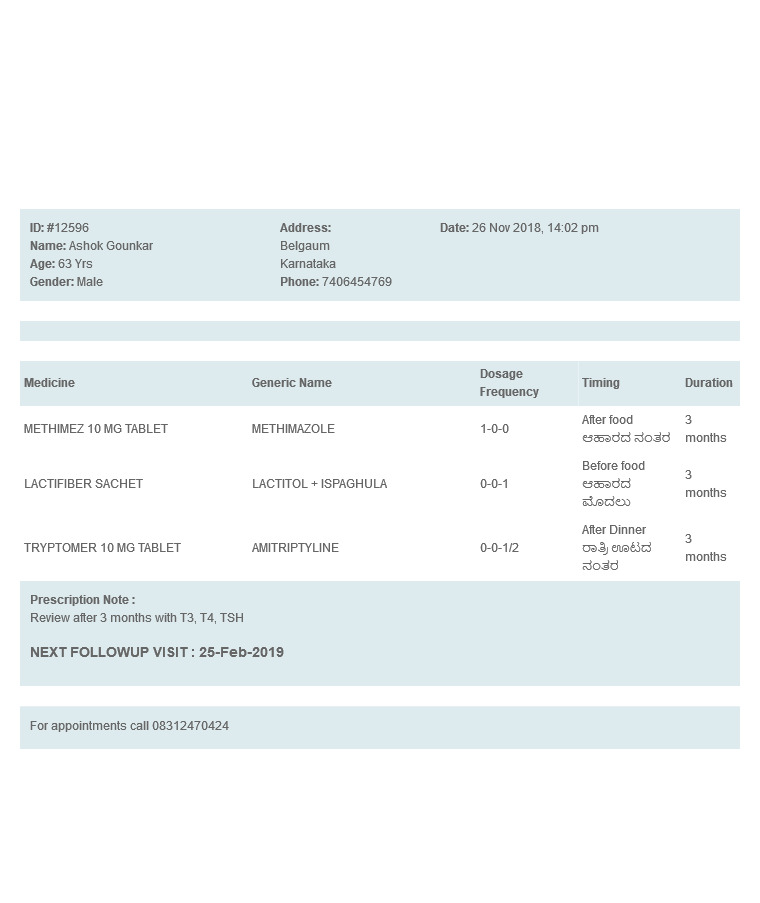 ID: #12596
Name: Ashok Gounkar
Age: 63 Yrs
Gender: Male
Address:
Belgaum
Karnataka
Phone: 7406454769
Date: 26 Nov 2018, 14:02 pm
Medicine Generic Name Dosage Frequency Timing Duration
METHIMEZ 10 MG TABLET METHIMAZOLE 1-0-0 After food 3 months
ಆಹಾರದ ನಂತರ
LACTIFIBER SACHET LACTITOL + ISPAGHULA 0-0-1 Before food 3 months
ಆಹಾರದ
ಮೊದಲು
TRYPTOMER 10 MG TABLET AMITRIPTYLINE 0-0-1/2 After Dinner 3 months
ರಾತ್ರಿ ಊಟದ
ನಂತರ
Prescription Note :
Review after 3 months with T3, T4, TSH
NEXT FOLLOWUP VISIT : 25-Feb-2019
For appointments call 08312470424